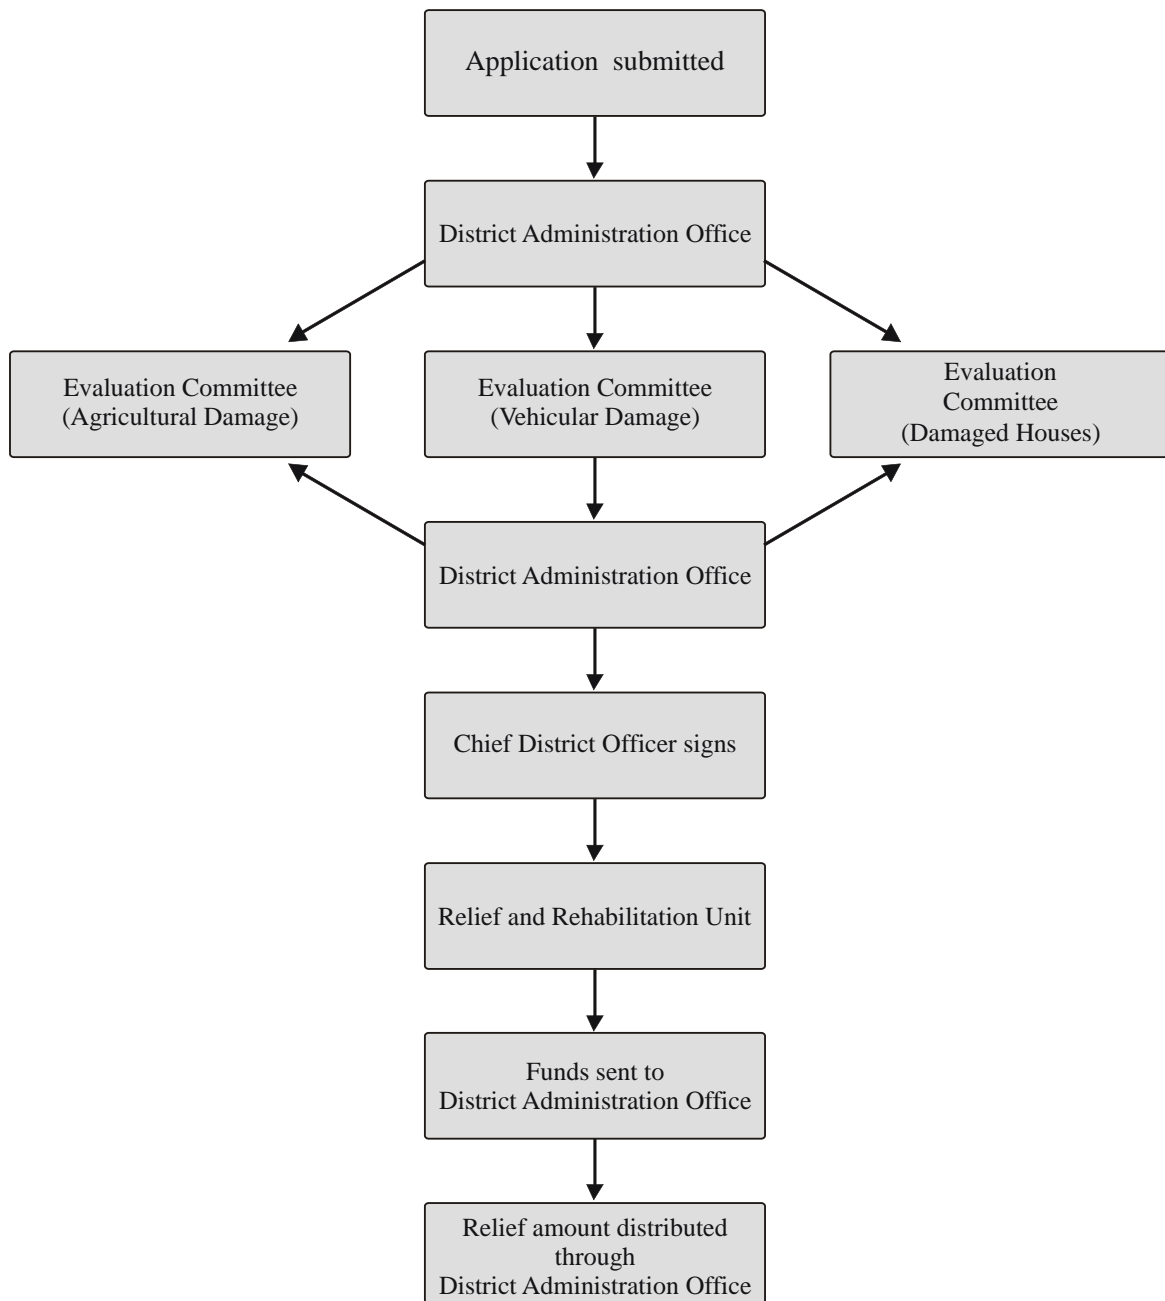 Application submitted
District Administration Office
Evaluation Committee
(Agricultural Damage)
Evaluation Committee
(Vehicular Damage)
Evaluation
Committee
(Damaged Houses)
District Administration Office
Chief District Officer signs
Relief and Rehabilitation Unit
Funds sent to
District Administration Office
Relief amount distributed
through
District Administration Office